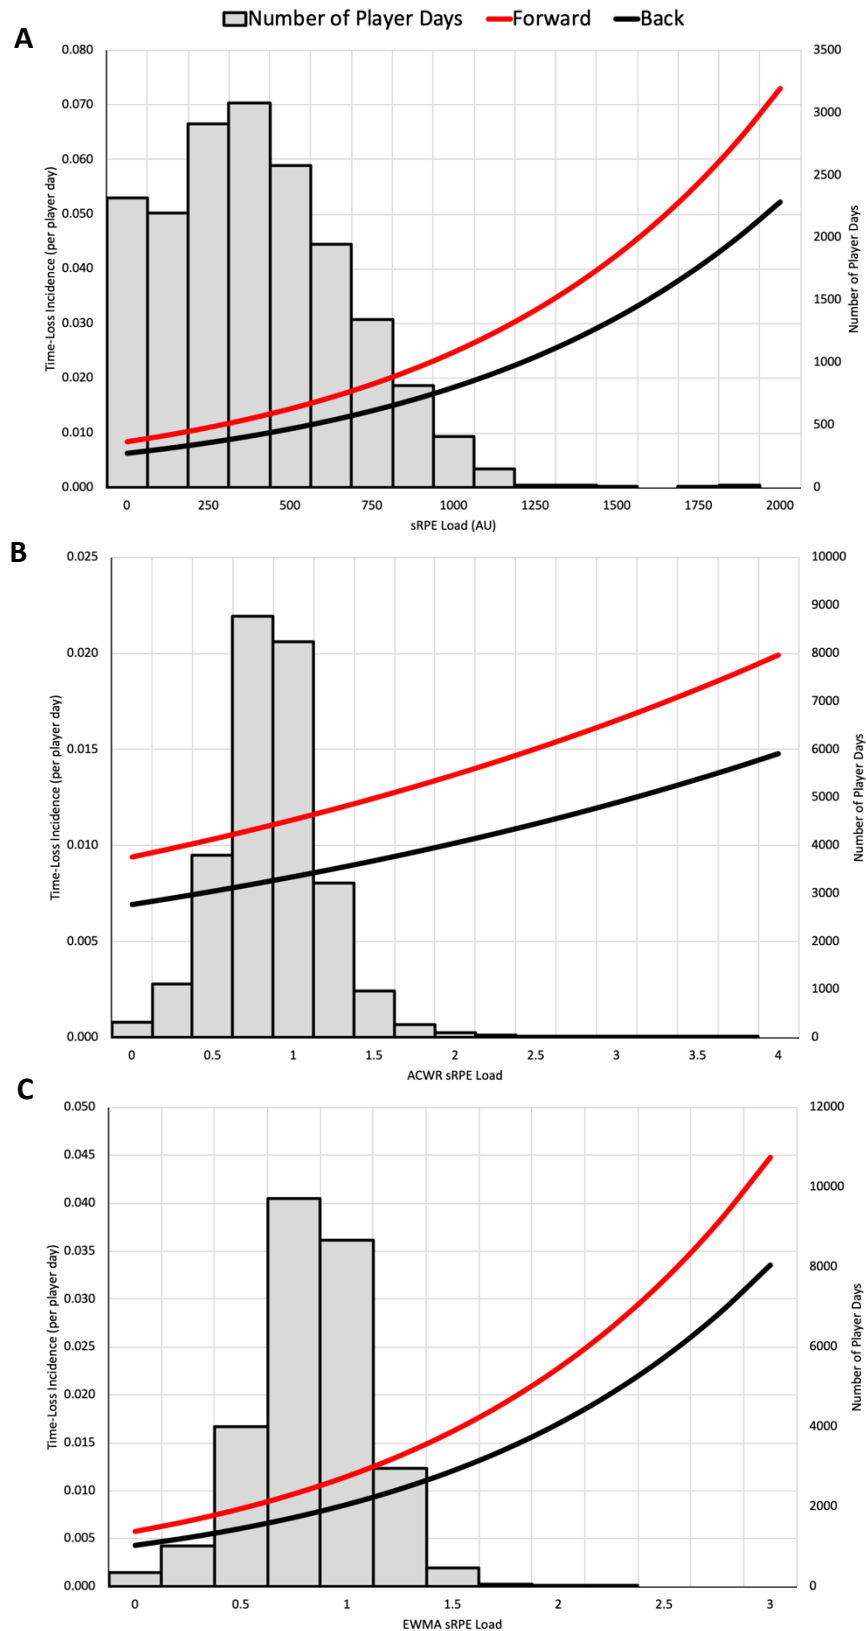 Number of Player Days Forward Back
A
0.080 3500
0.070 3000
0.060 2500
0.050 2000
0.040 1500
0.030 1000
0.020 500
0.010 0
0.000
Time-Loss Incidence (per player day)
Number of Player Days
0 250 500 750 1000 1250 1500 1750 2000
sRPE Load (AU)
B
0.025 10000
9000
0.020 8000
7000
0.015 6000
5000
0.010 4000
3000
0.005 2000
1000
0.000 0
Time-Loss Incidence (per player day)
Number of Player Days
0 0.5 1 1.5 2 2.5 3 3.5 4
ACWR sRPE Load
C
0.050 12000
0.045
0.040 10000
0.035 8000
0.030
0.025 6000
0.020
0.015 4000
0.010 2000
0.005
0.000 0
Time-Loss Incidence (per player day)
Number of Player Days
0 0.5 1 1.5 2 2.5 3
EWMA sRPE Load